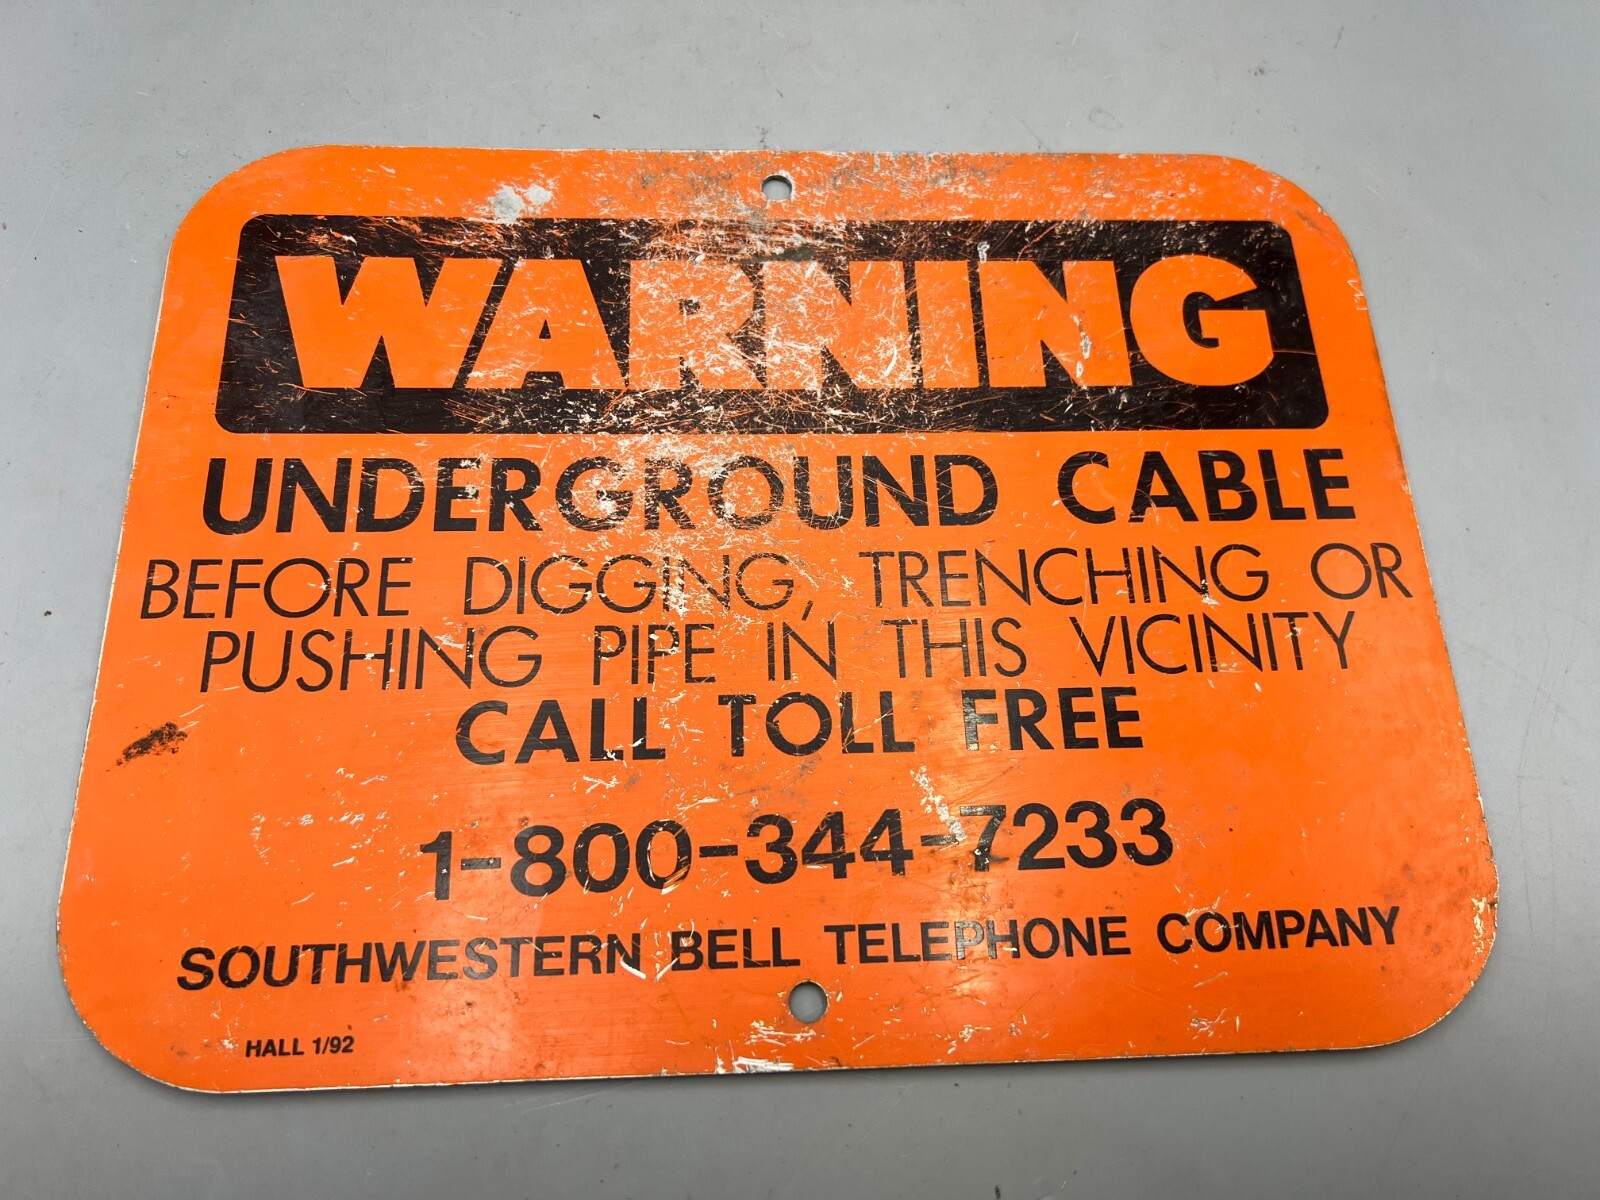 WARNING
UNDERGROUND CABLE
BEFORE DIGGING, TRENCHING OR
PUSHING PIPE IN THIS VICINITY
CALL TOLL FREE
1-800-344-7233
SOUTHWESTERN BELL TELEPHONE COMPANY
HALL 1/92